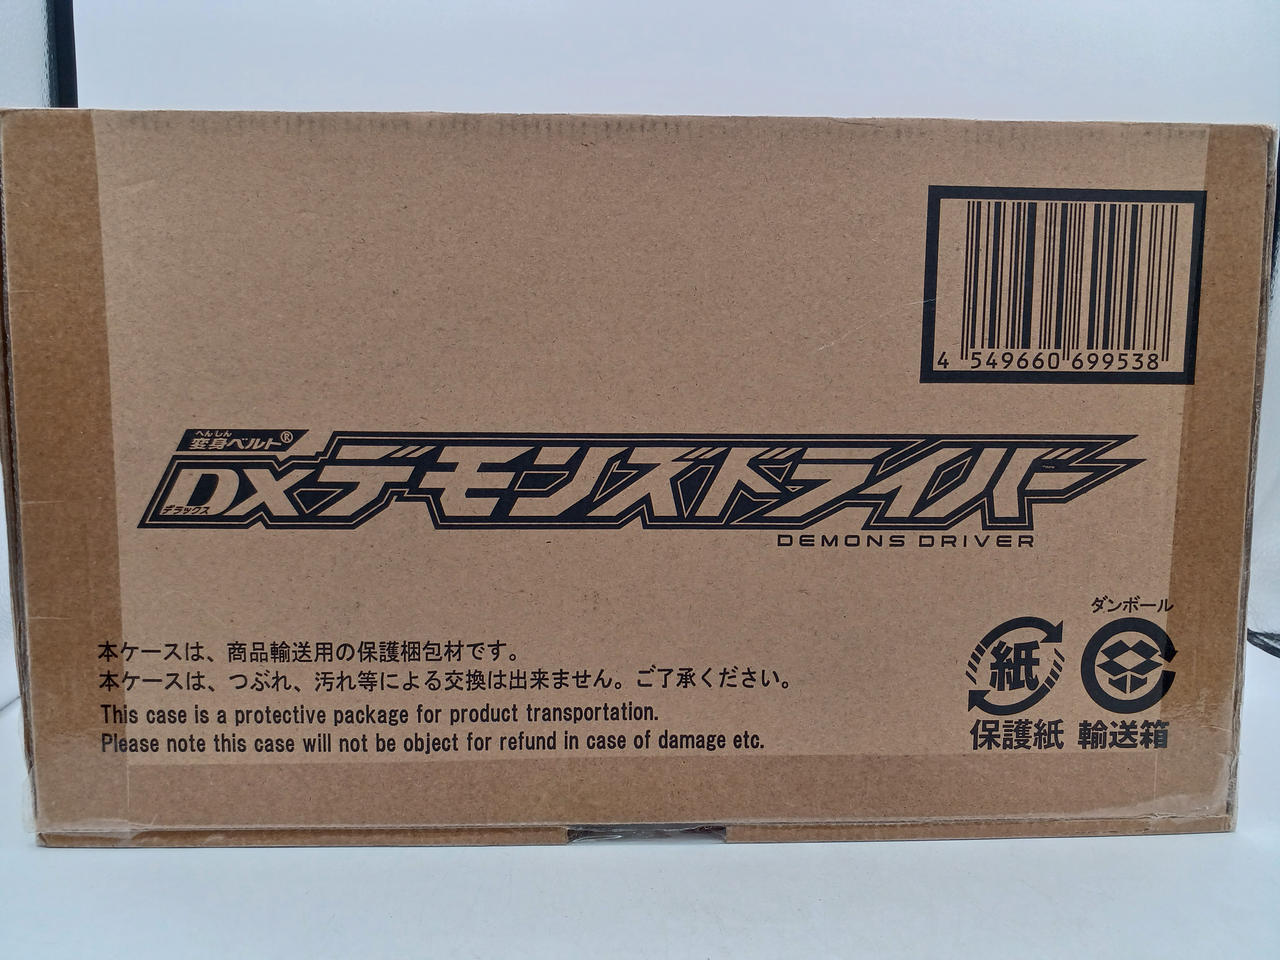 4 549660 699538
へんしん
変身ベルト®
DXデモンズドライバー
デラックス
DEMONS DRIVER
ダンボール
紙
保護紙 輸送箱
本ケースは、商品輸送用の保護梱包材です。
本ケースは、つぶれ、汚れ等による交換は出来ません。ご了承ください。
This case is a protective package for product transportation.
Please note this case will not be object for refund in case of damage etc.